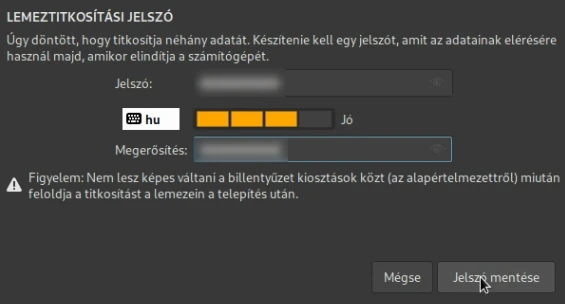 LEMEZTITKOSÍTÁSI JELSZÓ
Úgy döntött, hogy titkosítja néhány adatát. Készítenie kell egy jelszót, amit az adatainak elérésére
használ majd, amikor elindítja a számítógépét.
Jelszó:
hu
Jó
Megerősítés:
Figyelem: Nem lesz képes váltani a billentyűzet kiosztások közt (az alapértelmezettről) miután
feloldja a titkosítást a lemezein a telepítés után.
Mégse
Jelszó mentése